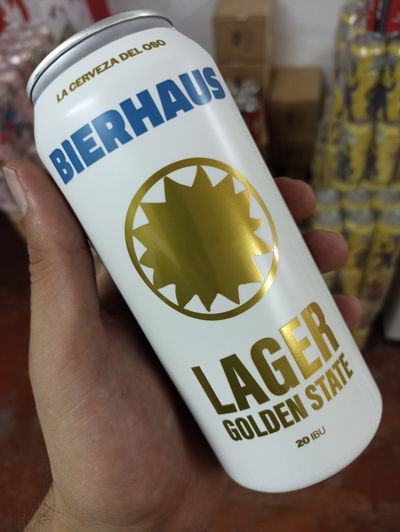 LA CERVEZA DEL OSO
BIERHAUS
LAGER
GOLDEN STATE
20 IBU